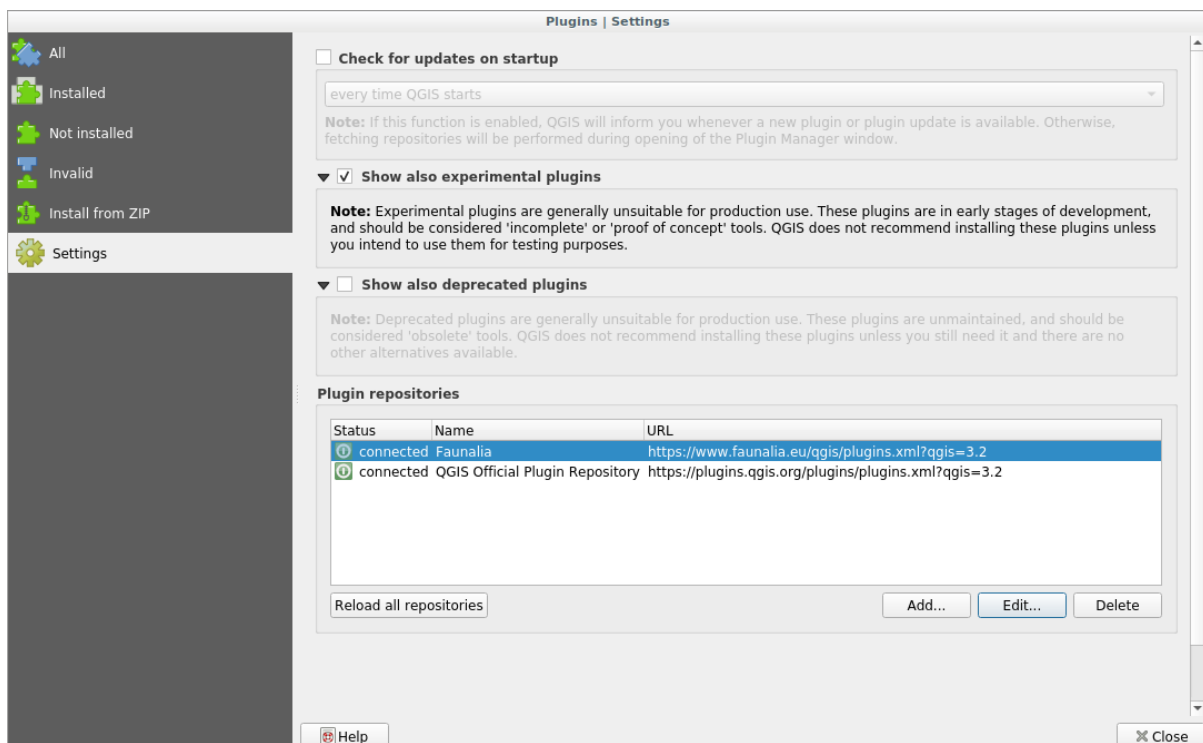 Plugins | Settings
All
Installed
Not installed
Invalid
Install from ZIP
Settings
Check for updates on startup
every time QGIS starts
Note: If this function is enabled, QGIS will inform you whenever a new plugin or plugin update is available. Otherwise,
fetching repositories will be performed during opening of the Plugin Manager window.
Show also experimental plugins
Note: Experimental plugins are generally unsuitable for production use. These plugins are in early stages of development,
and should be considered 'incomplete' or 'proof of concept' tools. QGIS does not recommend installing these plugins unless
you intend to use them for testing purposes.
Show also deprecated plugins
Note: Deprecated plugins are generally unsuitable for production use. These plugins are unmaintained, and should be
considered 'obsolete' tools. QGIS does not recommend installing these plugins unless you still need it and there are no
other alternatives available.
Plugin repositories
Status Name URL
connected Faunalia https://www.faunalia.eu/qgis/plugins.xml?qgis=3.2
connected QGIS Official Plugin Repository https://plugins.qgis.org/plugins/plugins.xml?qgis=3.2
Reload all repositories Add... Edit... Delete
Help Close